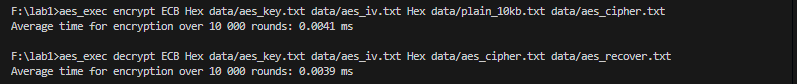 F:\lab1>aes_exec encrypt ECB Hex data/aes_key.txt data/aes_iv.txt Hex data/plain_10kb.txt data/aes_cipher.txt
Average time for encryption over 10 000 rounds: 0.0041 ms
F:\lab1>aes_exec decrypt ECB Hex data/aes_key.txt data/aes_iv.txt Hex data/aes_cipher.txt data/aes_recover.txt
Average time for encryption over 10 000 rounds: 0.0039 ms